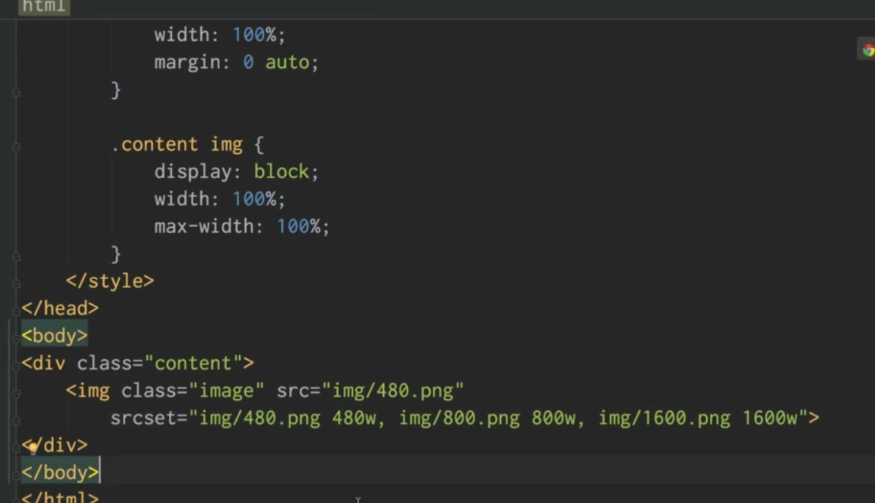 html
width: 100%;
margin: 0 auto;
}
.content img {
display: block;
width: 100%;
max-width: 100%;
}
</style>
</head>
<body>
<div class="content">
<img class="image" src="img/480.png"
srcset="img/480.png 480w, img/800.png 800w, img/1600.png 1600w">
</div>
</body>
</html>